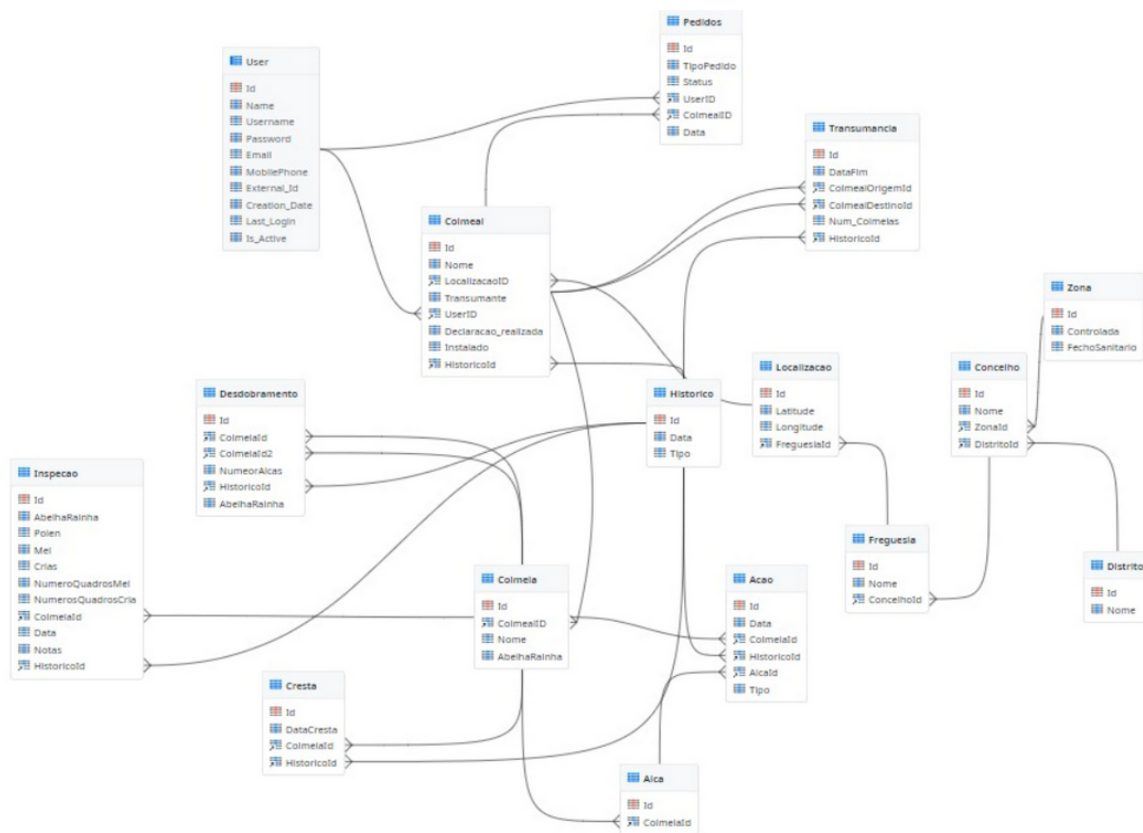 Pedidos
Id
TipoPedido
Status
UserID
ColmealID
Data
User
Id
Name
Username
Password
Email
MobilePhone
External_Id
Creation_Date
Last_Login
Is_Active
Transumancia
Id
DataFim
ColmealOrigemId
ColmealDestinoId
Num_Colmeias
HistoricoId
Colmeal
Id
Nome
LocalizacaoID
Transumante
UserID
Declaracao_realizada
Instalado
HistoricoId
Zona
Id
Controlada
FechoSanitario
Localizacao
Id
Latitude
Longitude
FreguesiaId
Concelho
Id
Nome
ZonaId
DistritoId
Desdobramento
Id
ColmeiaId
ColmeiaId2
NumeorAlcas
HistoricoId
AbelhaRainha
Historico
Id
Data
Tipo
Inspecao
Id
AbelhaRainha
Polen
Mel
Crias
NumeroQuadrosMel
NumerosQuadrosCria
ColmeiaId
Data
Notas
HistoricoId
Freguesia
Id
Nome
ConcelhoId
Distrito
Id
Nome
Colmeia
Id
ColmealID
Nome
AbelhaRainha
Acao
Id
Data
ColmeiaId
HistoricoId
AlcaId
Tipo
Cresta
Id
DataCresta
ColmeiaId
HistoricoId
Alca
Id
ColmeiaId